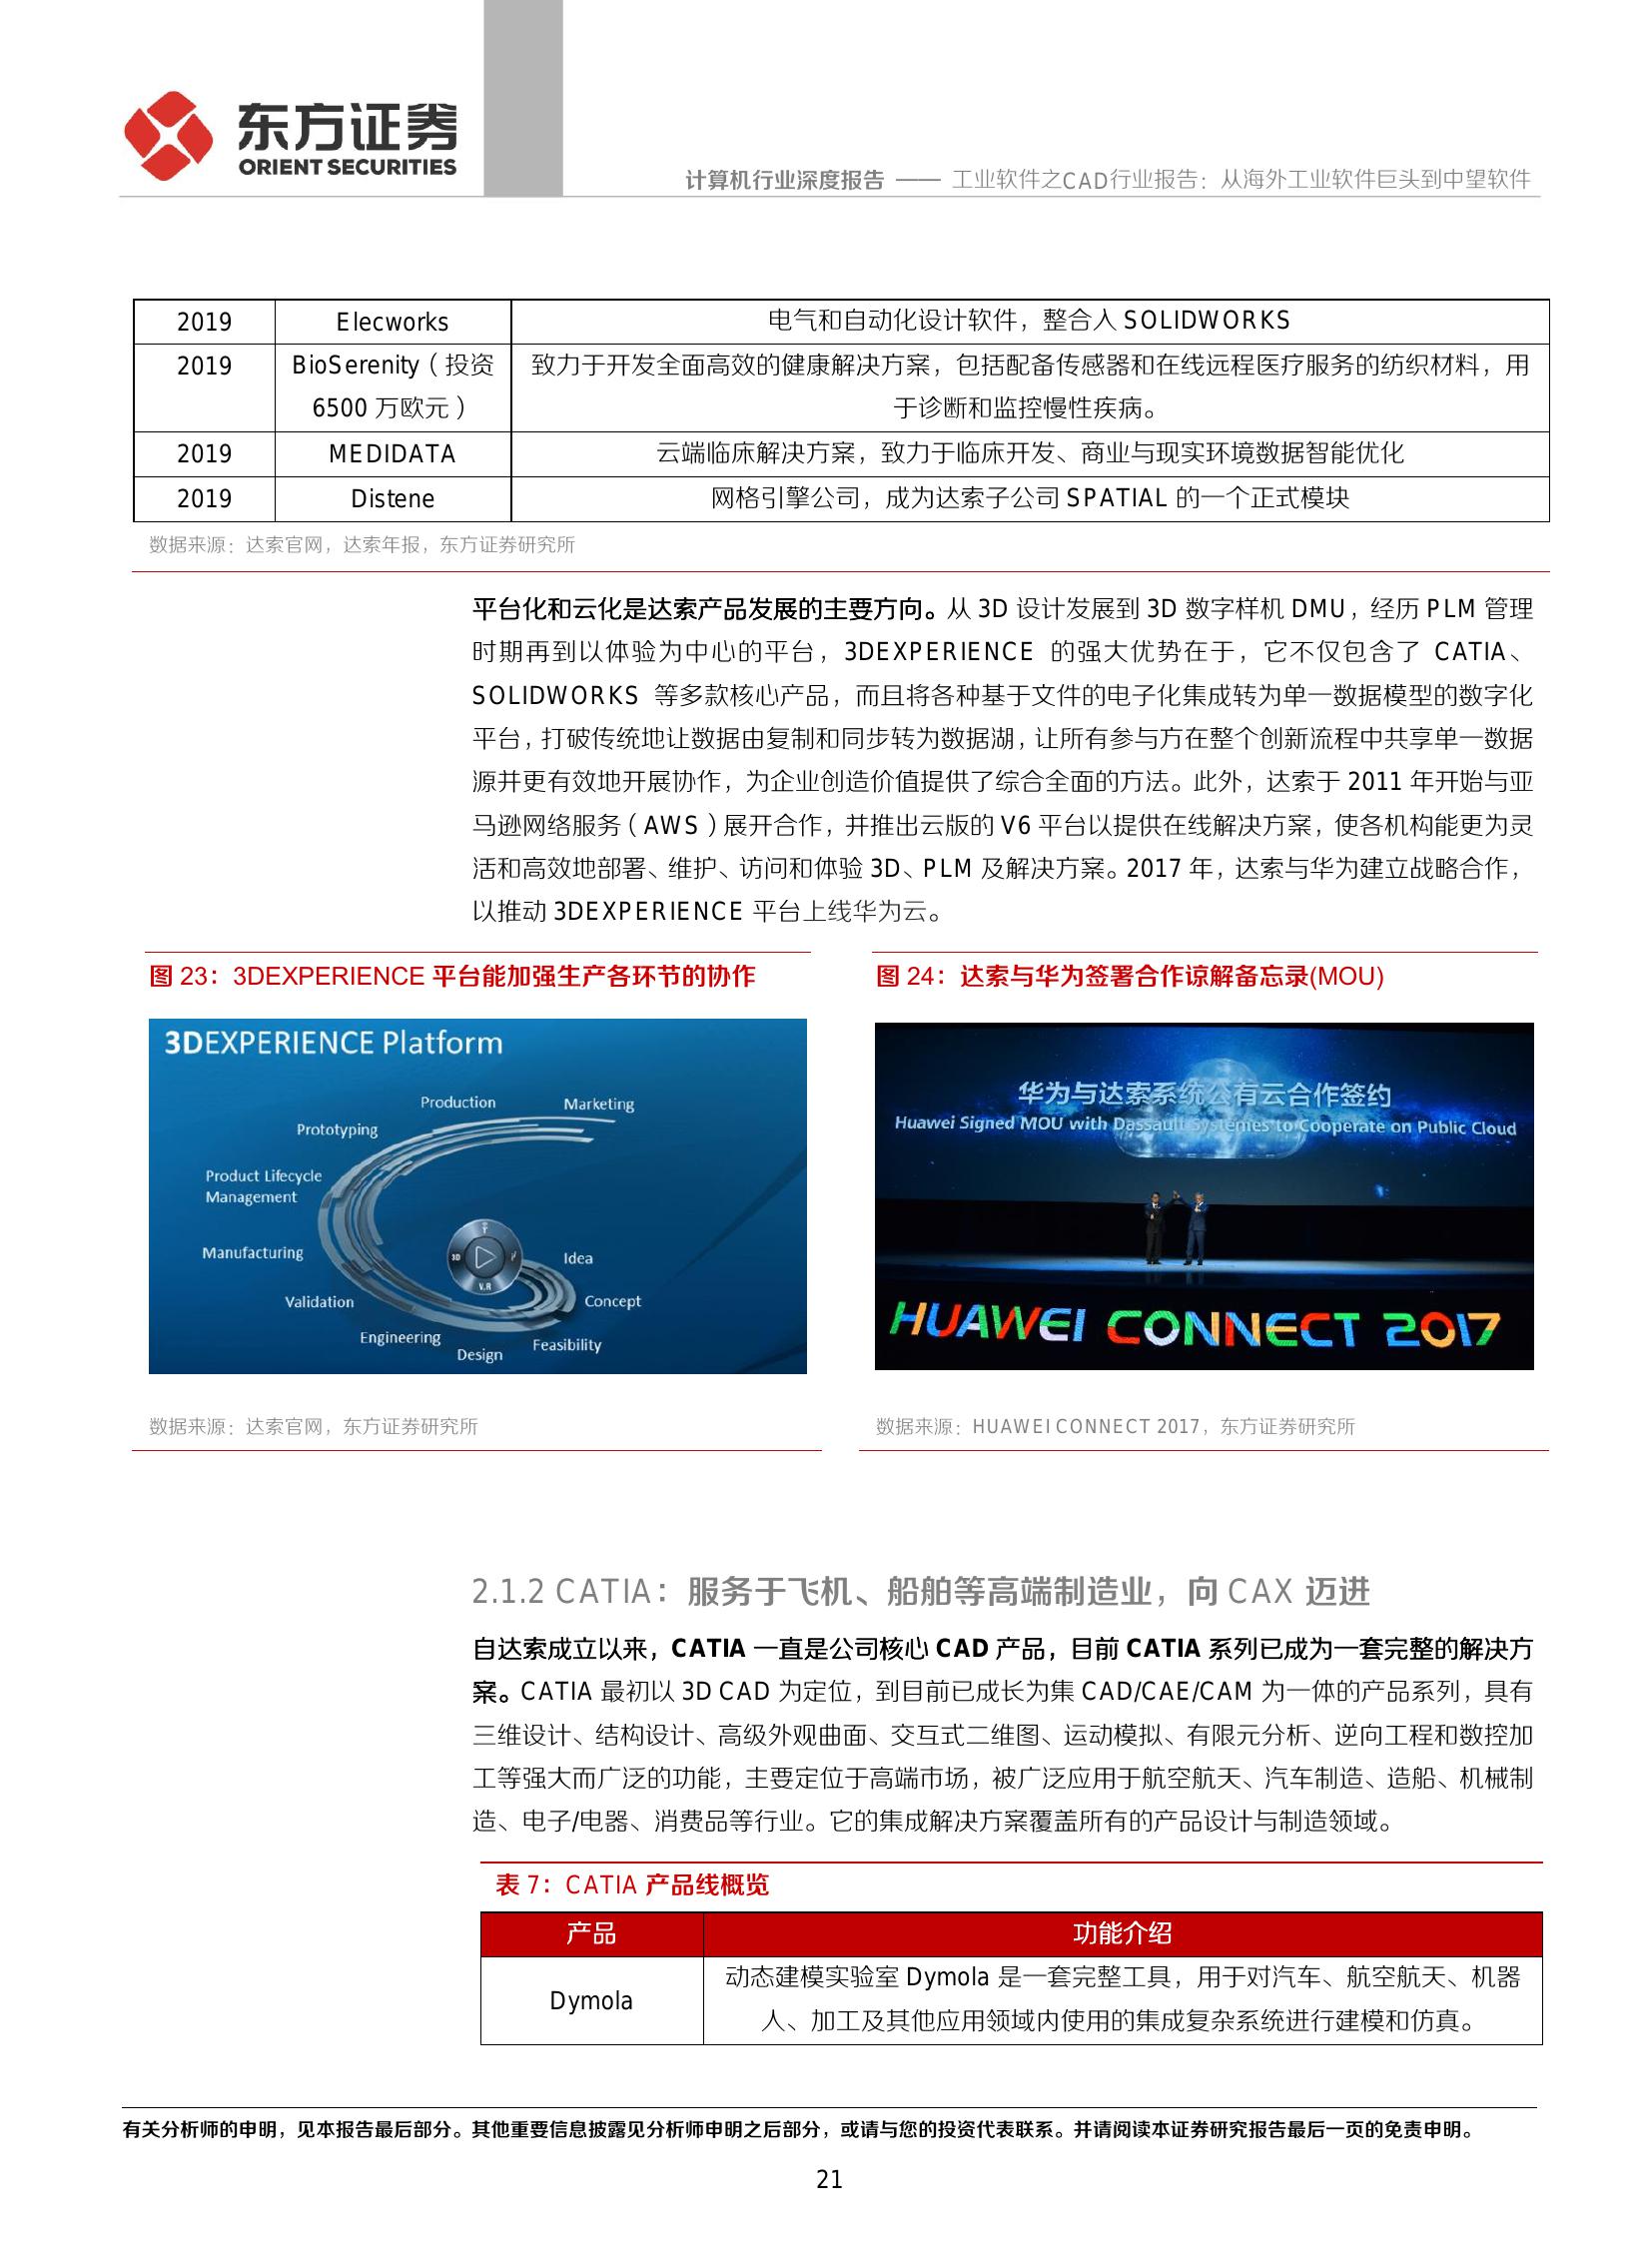 东方证券
ORIENT SECURITIES
计算机行业深度报告 —— 工业软件之CAD行业报告：从海外工业软件巨头到中望软件
2019 Elecworks 电气和自动化设计软件，整合入 SOLIDWORKS
2019 BioSerenity（投资 致力于开发全面高效的健康解决方案，包括配备传感器和在线远程医疗服务的纺织材料，用
6500 万欧元） 于诊断和监控慢性疾病。
2019 MEDIDATA 云端临床解决方案，致力于临床开发、商业与现实环境数据智能优化
2019 Distene 网格引擎公司，成为达索子公司 SPATIAL 的一个正式模块
数据来源：达索官网，达索年报，东方证券研究所
平台化和云化是达索产品发展的主要方向。从 3D 设计发展到 3D 数字样机 DMU，经历 PLM 管理
时期再到以体验为中心的平台，3DEXPERIENCE 的强大优势在于，它不仅包含了 CATIA、
SOLIDWORKS 等多款核心产品，而且将各种基于文件的电子化集成转为单一数据模型的数字化
平台，打破传统地让数据由复制和同步转为数据湖，让所有参与方在整个创新流程中共享单一数据
源并更有效地开展协作，为企业创造价值提供了综合全面的方法。此外，达索于 2011 年开始与亚
马逊网络服务（AWS）展开合作，并推出云版的 V6 平台以提供在线解决方案，使各机构能更为灵
活和高效地部署、维护、访问和体验 3D、PLM 及解决方案。2017 年，达索与华为建立战略合作，
以推动 3DEXPERIENCE 平台上线华为云。
图 23：3DEXPERIENCE 平台能加强生产各环节的协作
3DEXPERIENCE Platform
Production
Marketing
Prototyping
Product Lifecycle
Management
Manufacturing
Validation
Engineering
Design
Feasibility
Concept
Idea
3D
V.R
数据来源：达索官网，东方证券研究所
图 24：达索与华为签署合作谅解备忘录(MOU)
华为与达索系统公有云合作签约
Huawei Signed MOU with Dassault Systemes to Cooperate on Public Cloud
HUAWEI CONNECT 2017
数据来源：HUAWEI CONNECT 2017，东方证券研究所
2.1.2 CATIA：服务于飞机、船舶等高端制造业，向 CAX 迈进
自达索成立以来，CATIA 一直是公司核心 CAD 产品，目前 CATIA 系列已成为一套完整的解决方
案。CATIA 最初以 3D CAD 为定位，到目前已成长为集 CAD/CAE/CAM 为一体的产品系列，具有
三维设计、结构设计、高级外观曲面、交互式二维图、运动模拟、有限元分析、逆向工程和数控加
工等强大而广泛的功能，主要定位于高端市场，被广泛应用于航空航天、汽车制造、造船、机械制
造、电子/电器、消费品等行业。它的集成解决方案覆盖所有的产品设计与制造领域。
表 7：CATIA 产品线概览
产品 功能介绍
Dymola 动态建模实验室 Dymola 是一套完整工具，用于对汽车、航空航天、机器
人、加工及其他应用领域内使用的集成复杂系统进行建模和仿真。
有关分析师的申明，见本报告最后部分。其他重要信息披露见分析师申明之后部分，或请与您的投资代表联系。并请阅读本证券研究报告最后一页的免责申明。
21